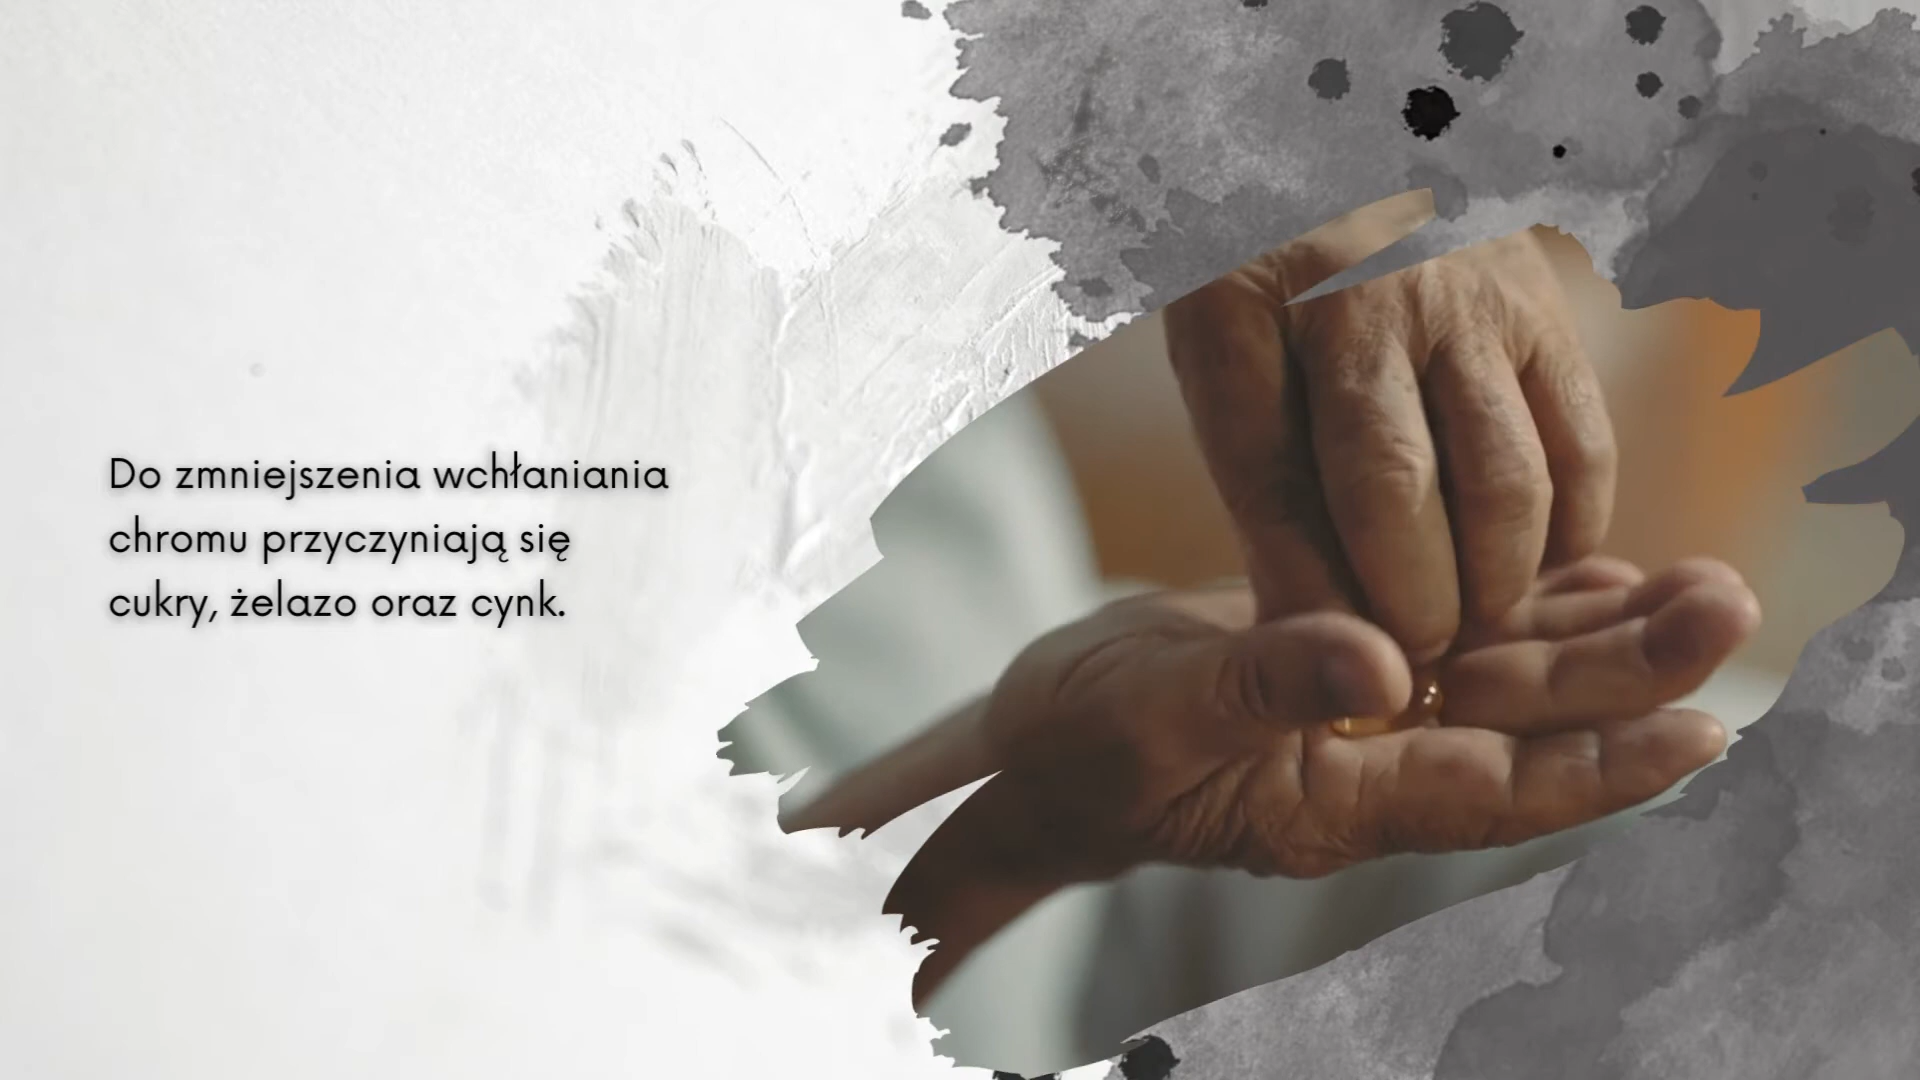 Do zmniejszenia wchłaniania
chromu przyczyniają się
cukry, żelazo oraz cynk.